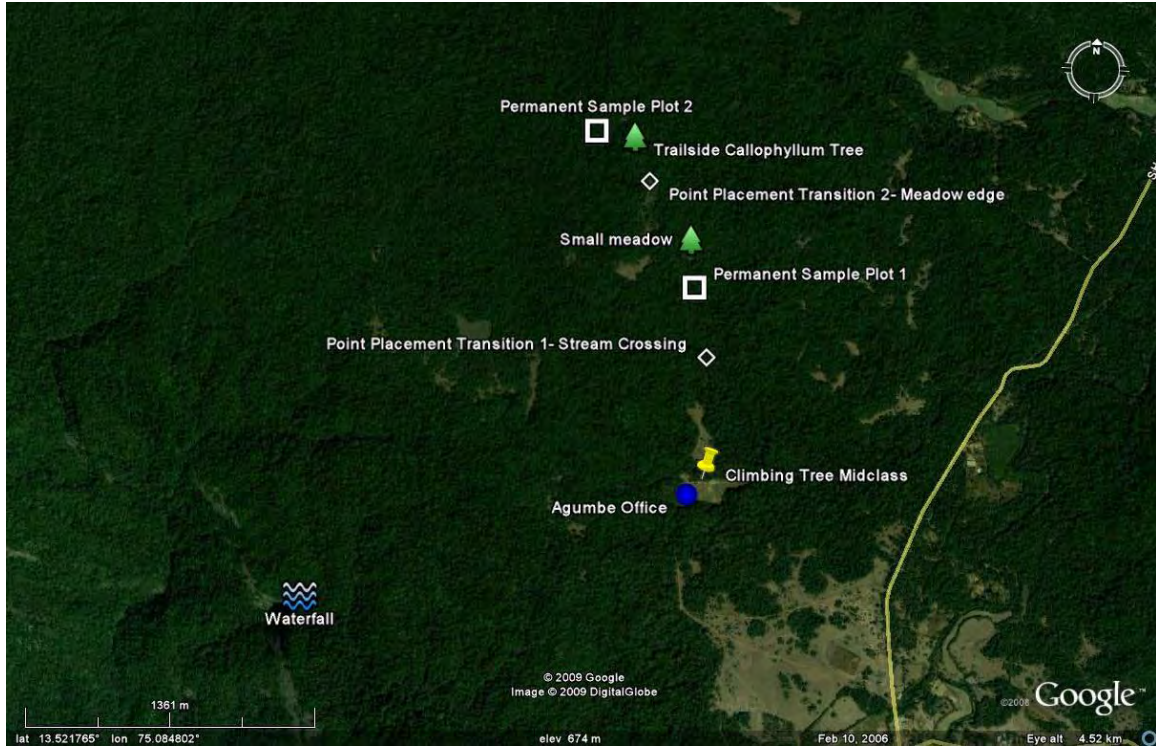 N
Permanent Sample Plot 2
Trailside Callophyllum Tree
Point Placement Transition 2- Meadow edge
Small meadow
Permanent Sample Plot 1
Point Placement Transition 1- Stream Crossing
Climbing Tree Midclass
Agumbe Office
Waterfall
© 2009 Google
Image © 2009 DigitalGlobe
©2008 Google™
1361 m
lat 13.521765° lon 75.084802° elev 674 m Feb 10, 2006 Eye alt 4.52 km